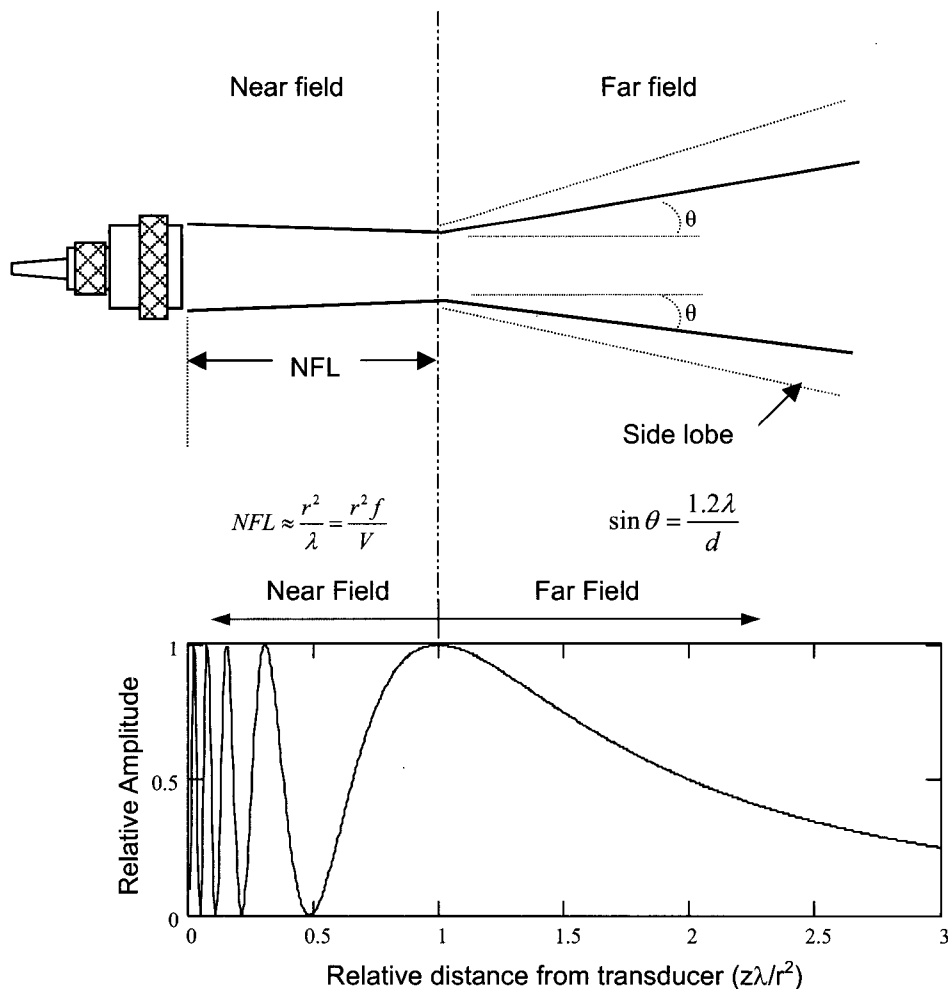 Near field
Far field
θ
θ
NFL
Side lobe
NFL ≈ r²/λ = r² f/V
sin θ = 1.2λ/d
Near Field
Far Field
Relative Amplitude
1
0.5
0
0
0.5
1
1.5
2
2.5
3
Relative distance from transducer (zλ/r²)